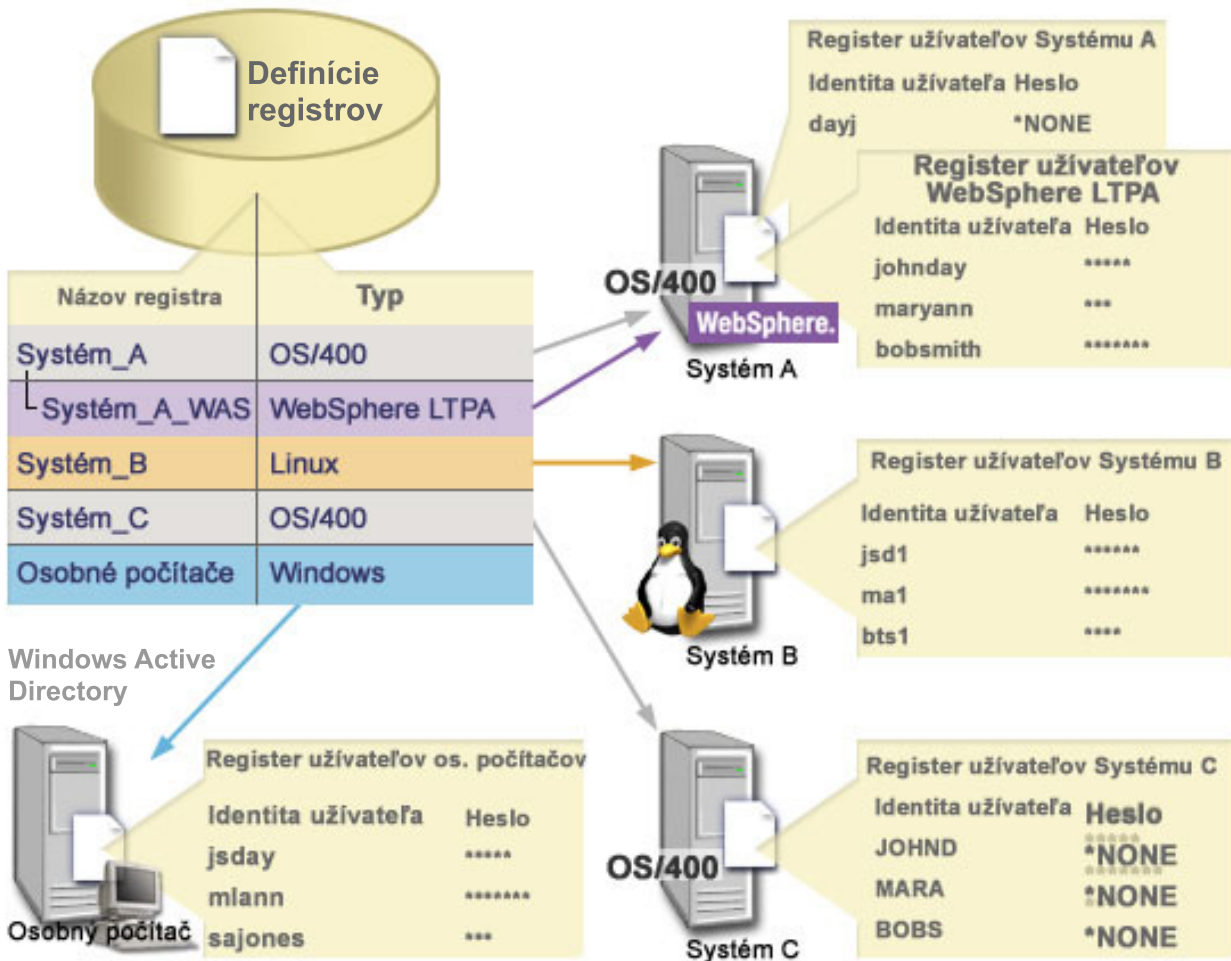 Definície
registrov
Názov registra Typ
Systém_A OS/400
Systém_A_WAS WebSphere LTPA
Systém_B Linux
Systém_C OS/400
Osobné počítače Windows
Register užívateľov Systému A
Identita užívateľa Heslo
dayj *NONE
Register užívateľov
WebSphere LTPA
Identita užívateľa Heslo
johnday *****
maryann ***
bobsmith *******
OS/400
WebSphere.
Systém A
Register užívateľov Systému B
Identita užívateľa Heslo
jsd1 ******
ma1 *******
bts1 ****
Systém B
Windows Active
Directory
Register užívateľov os. počítačov
Identita užívateľa Heslo
jsday *****
mlann *******
sajones ***
Osobný počítač
Register užívateľov Systému C
Identita užívateľa Heslo
JOHND *NONE
MARA *NONE
BOBS *NONE
OS/400
Systém C